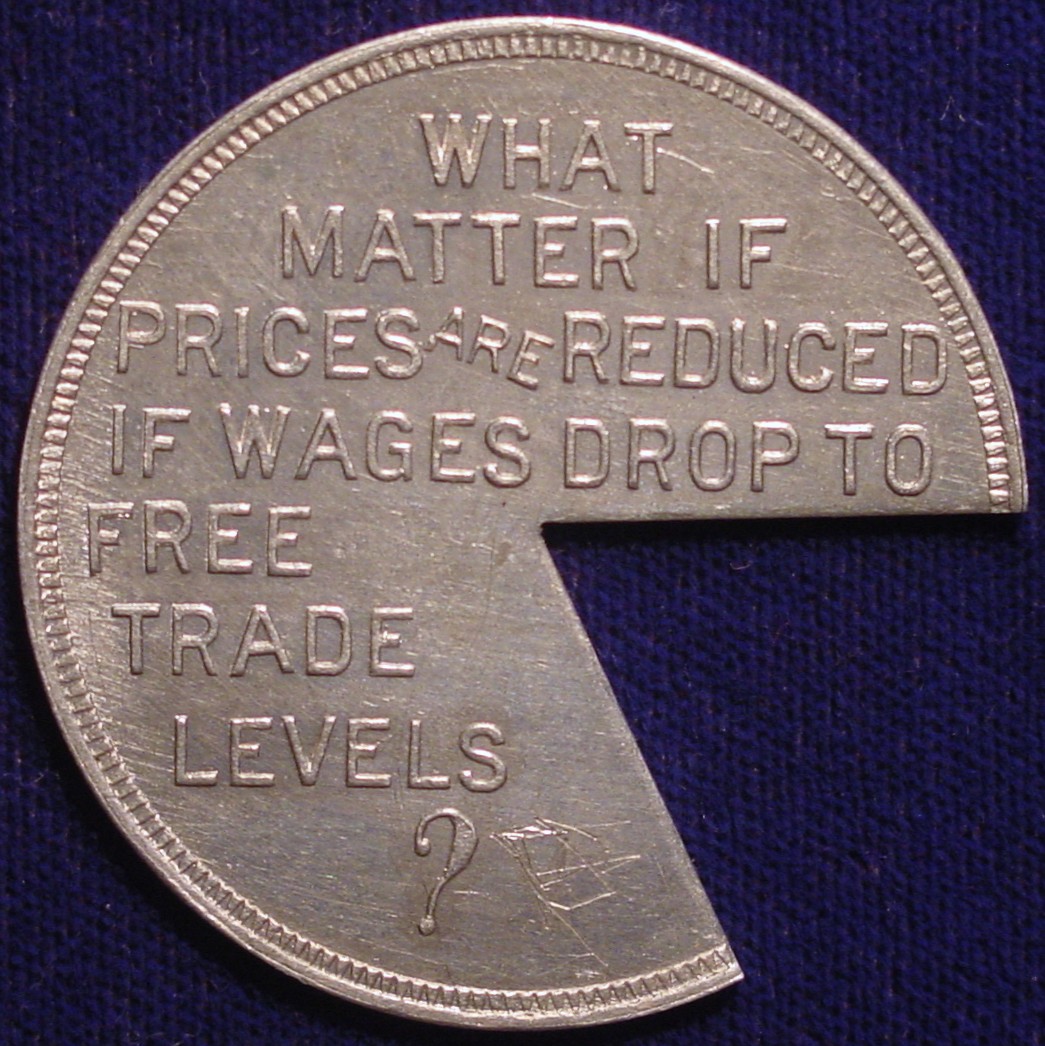 WHAT
MATTER IF
PRICES ARE REDUCED
IF WAGES DROP TO
FREE
TRADE
LEVELS
?